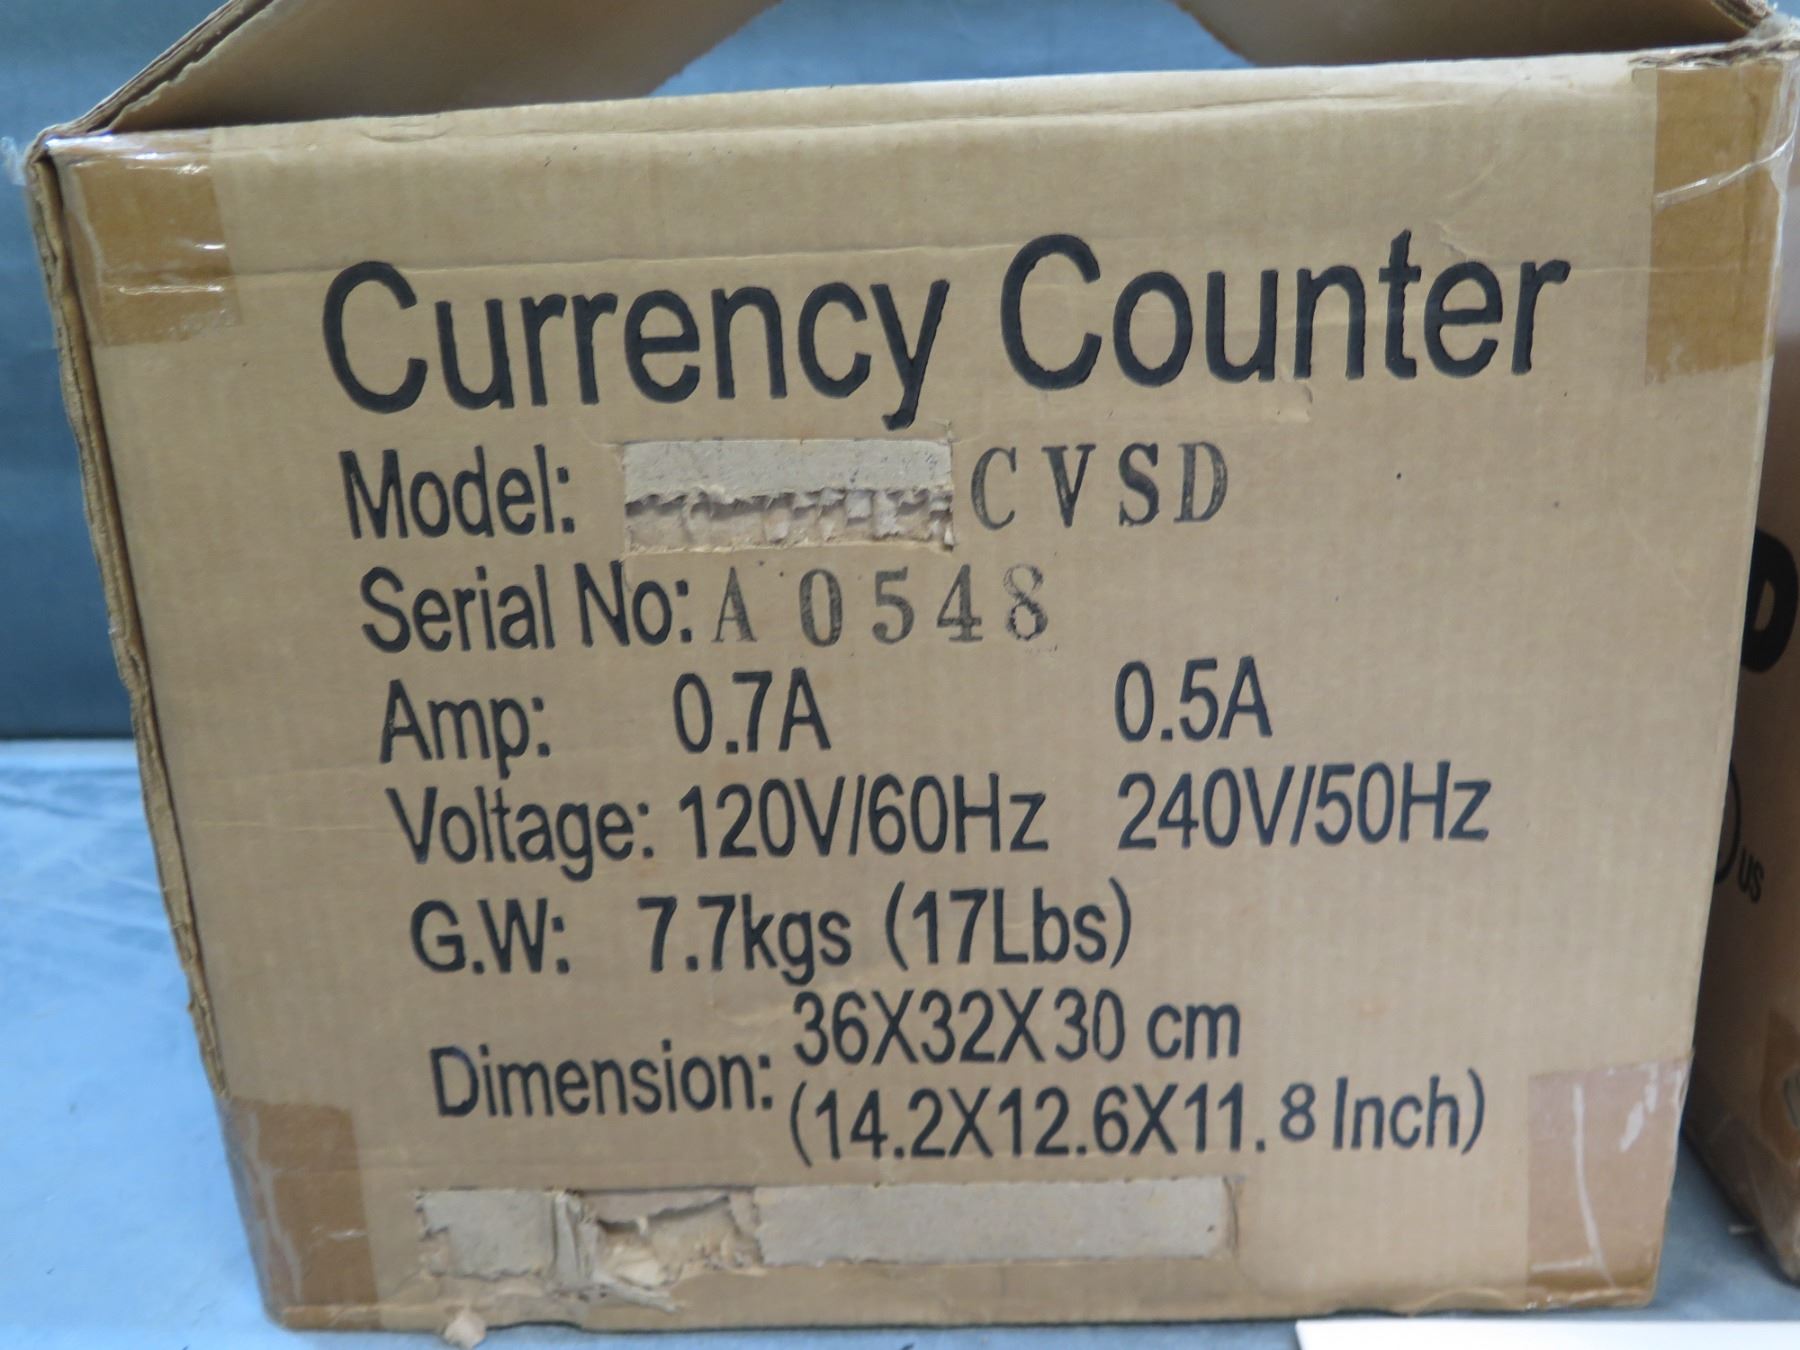 Currency Counter
Model: CVSD
Serial No: A 0548
Amp: 0.7A 0.5A
Voltage: 120V/60Hz 240V/50Hz
G.W: 7.7kgs (17Lbs)
Dimension: 36X32X30 cm
(14.2X12.6X11.8 Inch)
D
US